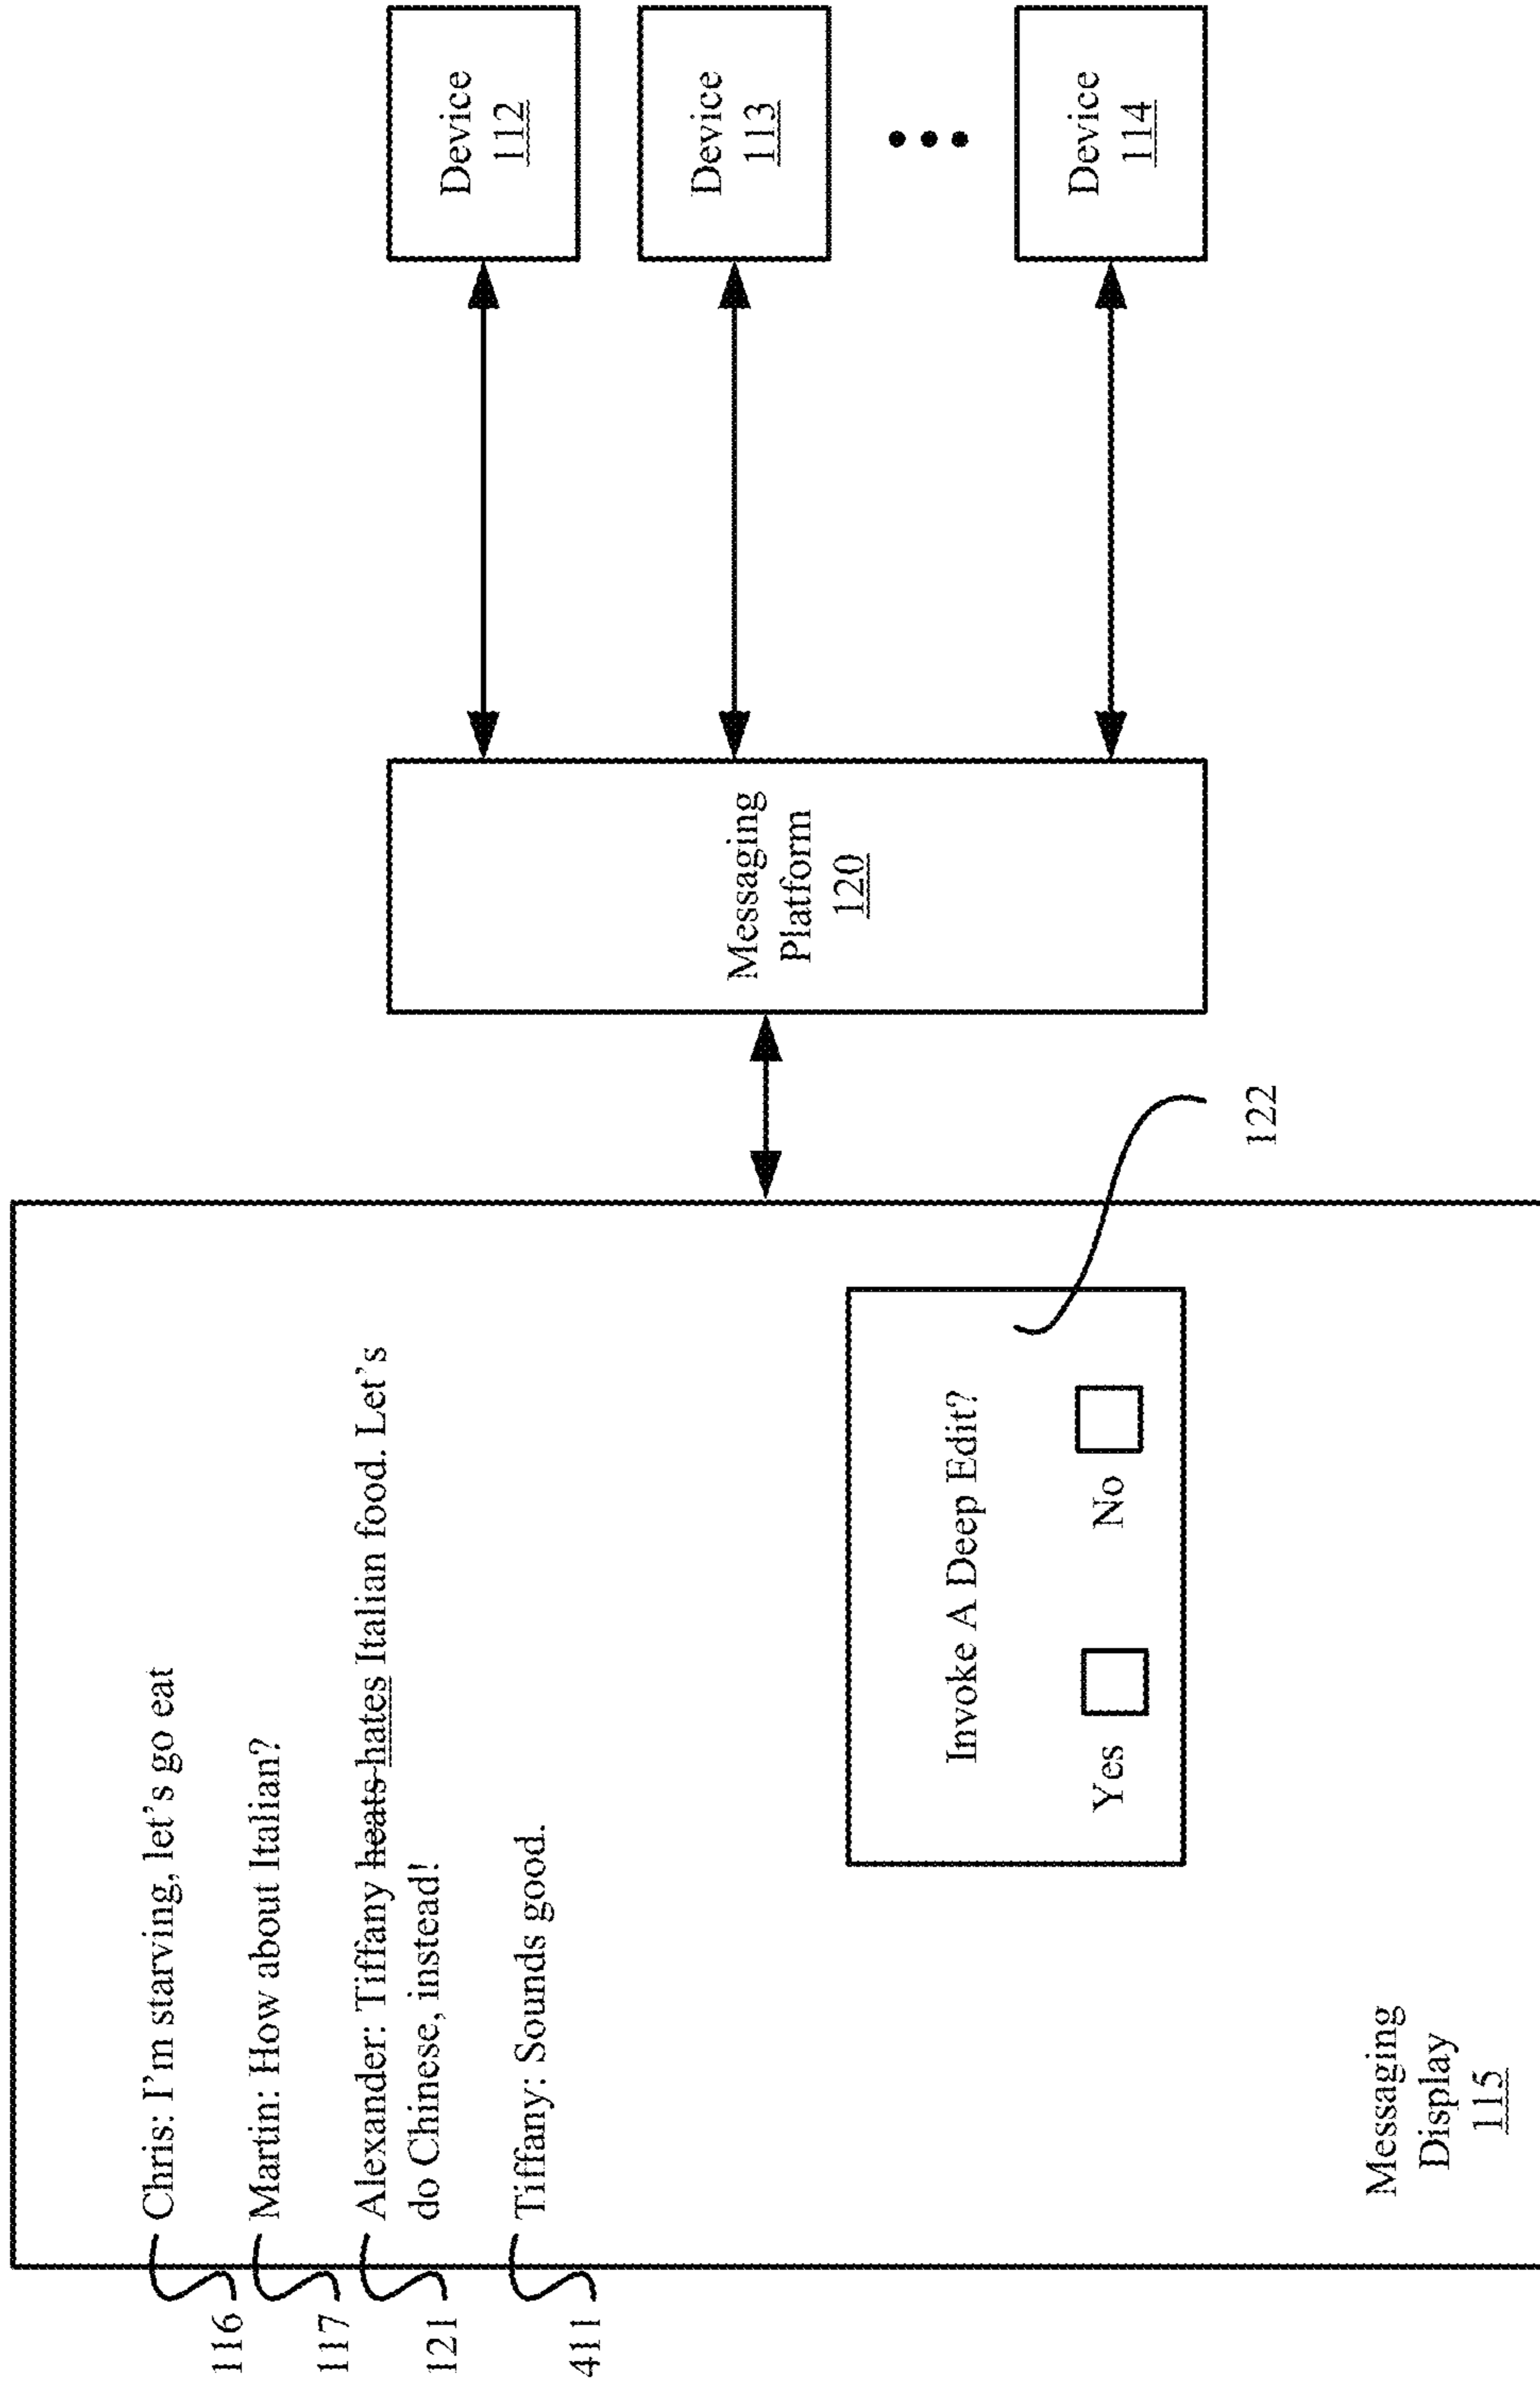 116
Chris: I'm starving, let's go eat
117
Martin: How about Italian?
121
Alexander: Tiffany heats hates Italian food. Let's
do Chinese, instead!
411
Tiffany: Sounds good.
Invoke A Deep Edit?
Yes
No
122
Messaging
Display
115
Messaging
Platform
120
Device
112
Device
113
Device
114